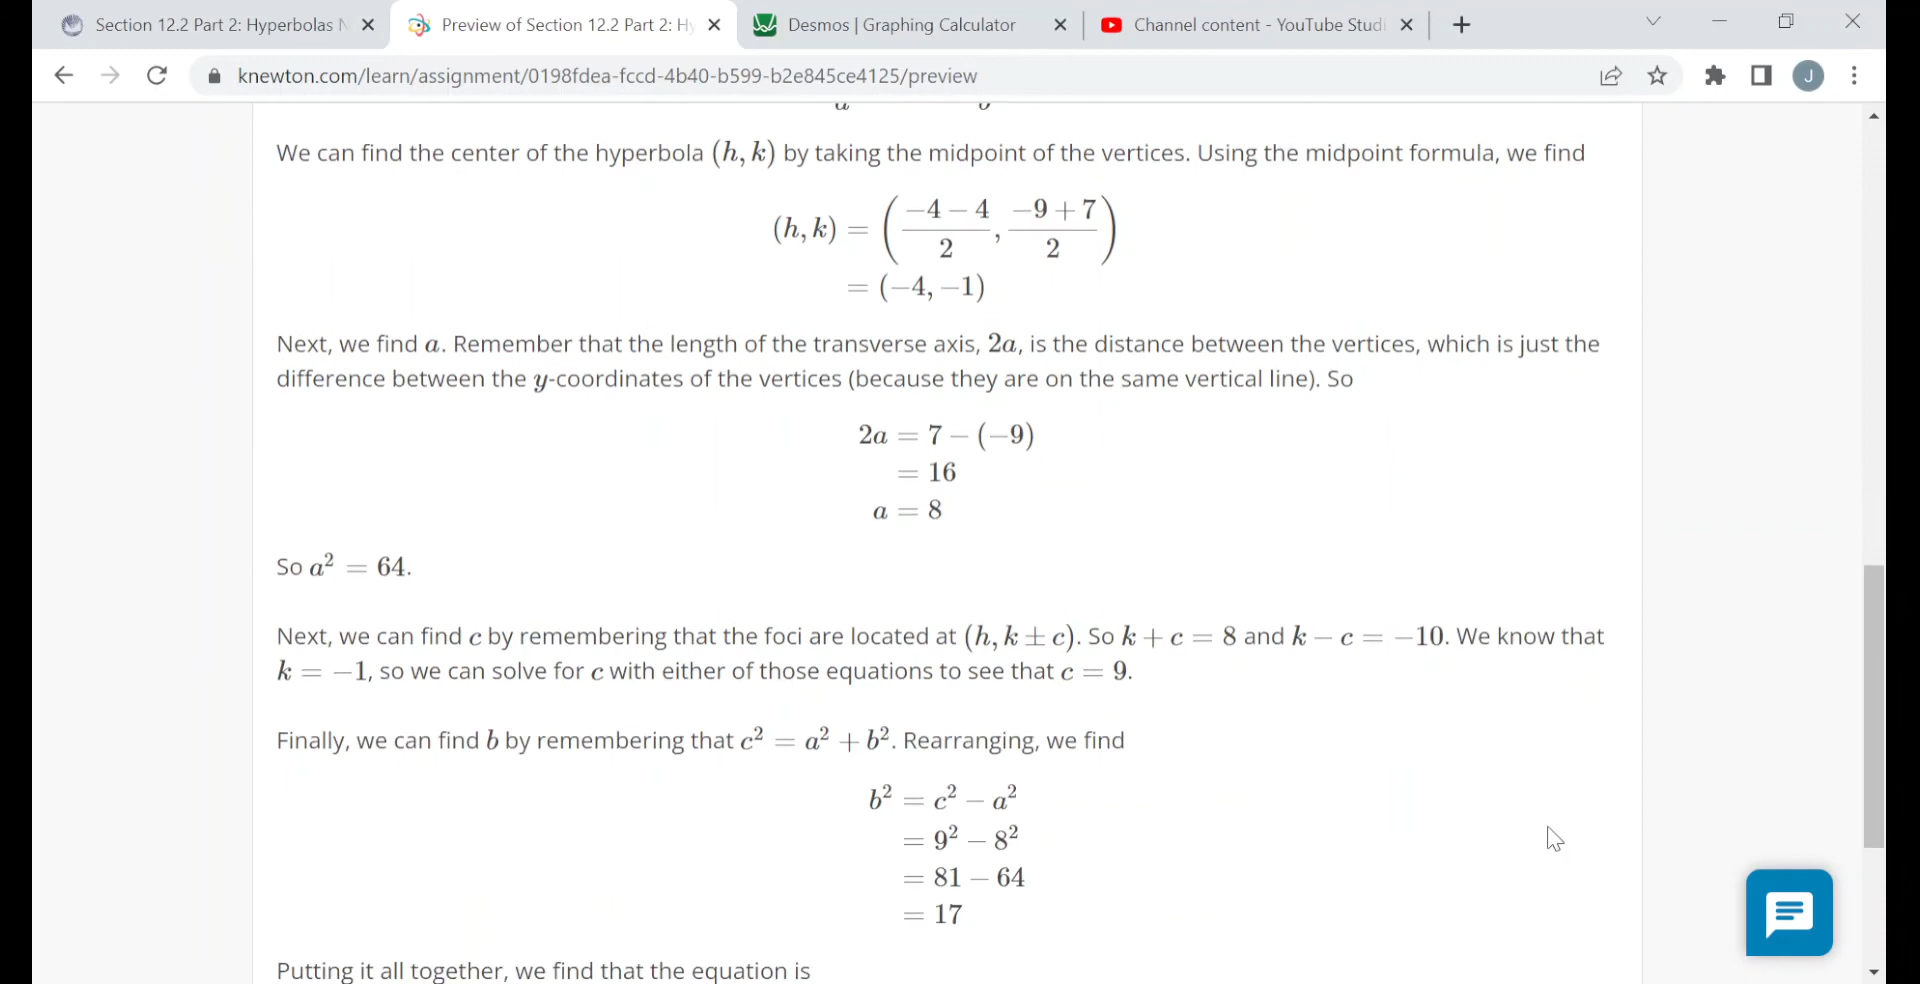 Section 12.2 Part 2: Hyperbolas N
Preview of Section 12.2 Part 2: Hy
Desmos | Graphing Calculator
Channel content - YouTube Studi
knewton.com/learn/assignment/0198fdea-fccd-4b40-b599-b2e845ce4125/preview
J
We can find the center of the hyperbola (h, k) by taking the midpoint of the vertices. Using the midpoint formula, we find
(h, k) = ((−4 − 4)/2, (−9 + 7)/2)
= (−4, −1)
Next, we find a. Remember that the length of the transverse axis, 2a, is the distance between the vertices, which is just the
difference between the y-coordinates of the vertices (because they are on the same vertical line). So
2a = 7 − (−9)
= 16
a = 8
So a² = 64.
Next, we can find c by remembering that the foci are located at (h, k ± c). So k + c = 8 and k − c = −10. We know that
k = −1, so we can solve for c with either of those equations to see that c = 9.
Finally, we can find b by remembering that c² = a² + b². Rearranging, we find
b² = c² − a²
= 9² − 8²
= 81 − 64
= 17
Putting it all together, we find that the equation is